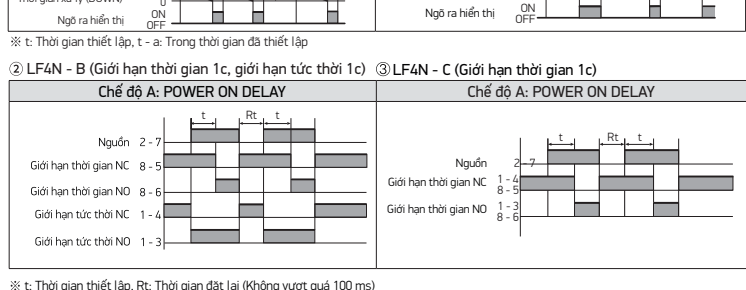 Thời gian xử lý (DOWN) 0
Ngõ ra hiển thị ON
OFF
Ngõ ra hiển thị ON
OFF
※ t: Thời gian thiết lập, t - a: Trong thời gian đã thiết lập
② LF4N - B (Giới hạn thời gian 1c, giới hạn tức thời 1c)
Chế độ A: POWER ON DELAY
t Rt t
Nguồn 2 - 7
Giới hạn thời gian NC 8 - 5
Giới hạn thời gian NO 8 - 6
Giới hạn tức thời NC 1 - 4
Giới hạn tức thời NO 1 - 3
③ LF4N - C (Giới hạn thời gian 1c)
Chế độ A: POWER ON DELAY
t Rt t
Nguồn 2 - 7
Giới hạn thời gian NC 1 - 4
8 - 5
Giới hạn thời gian NO 1 - 3
8 - 6
※ t: Thời gian thiết lập, Rt: Thời gian đặt lại (Không vượt quá 100 ms)